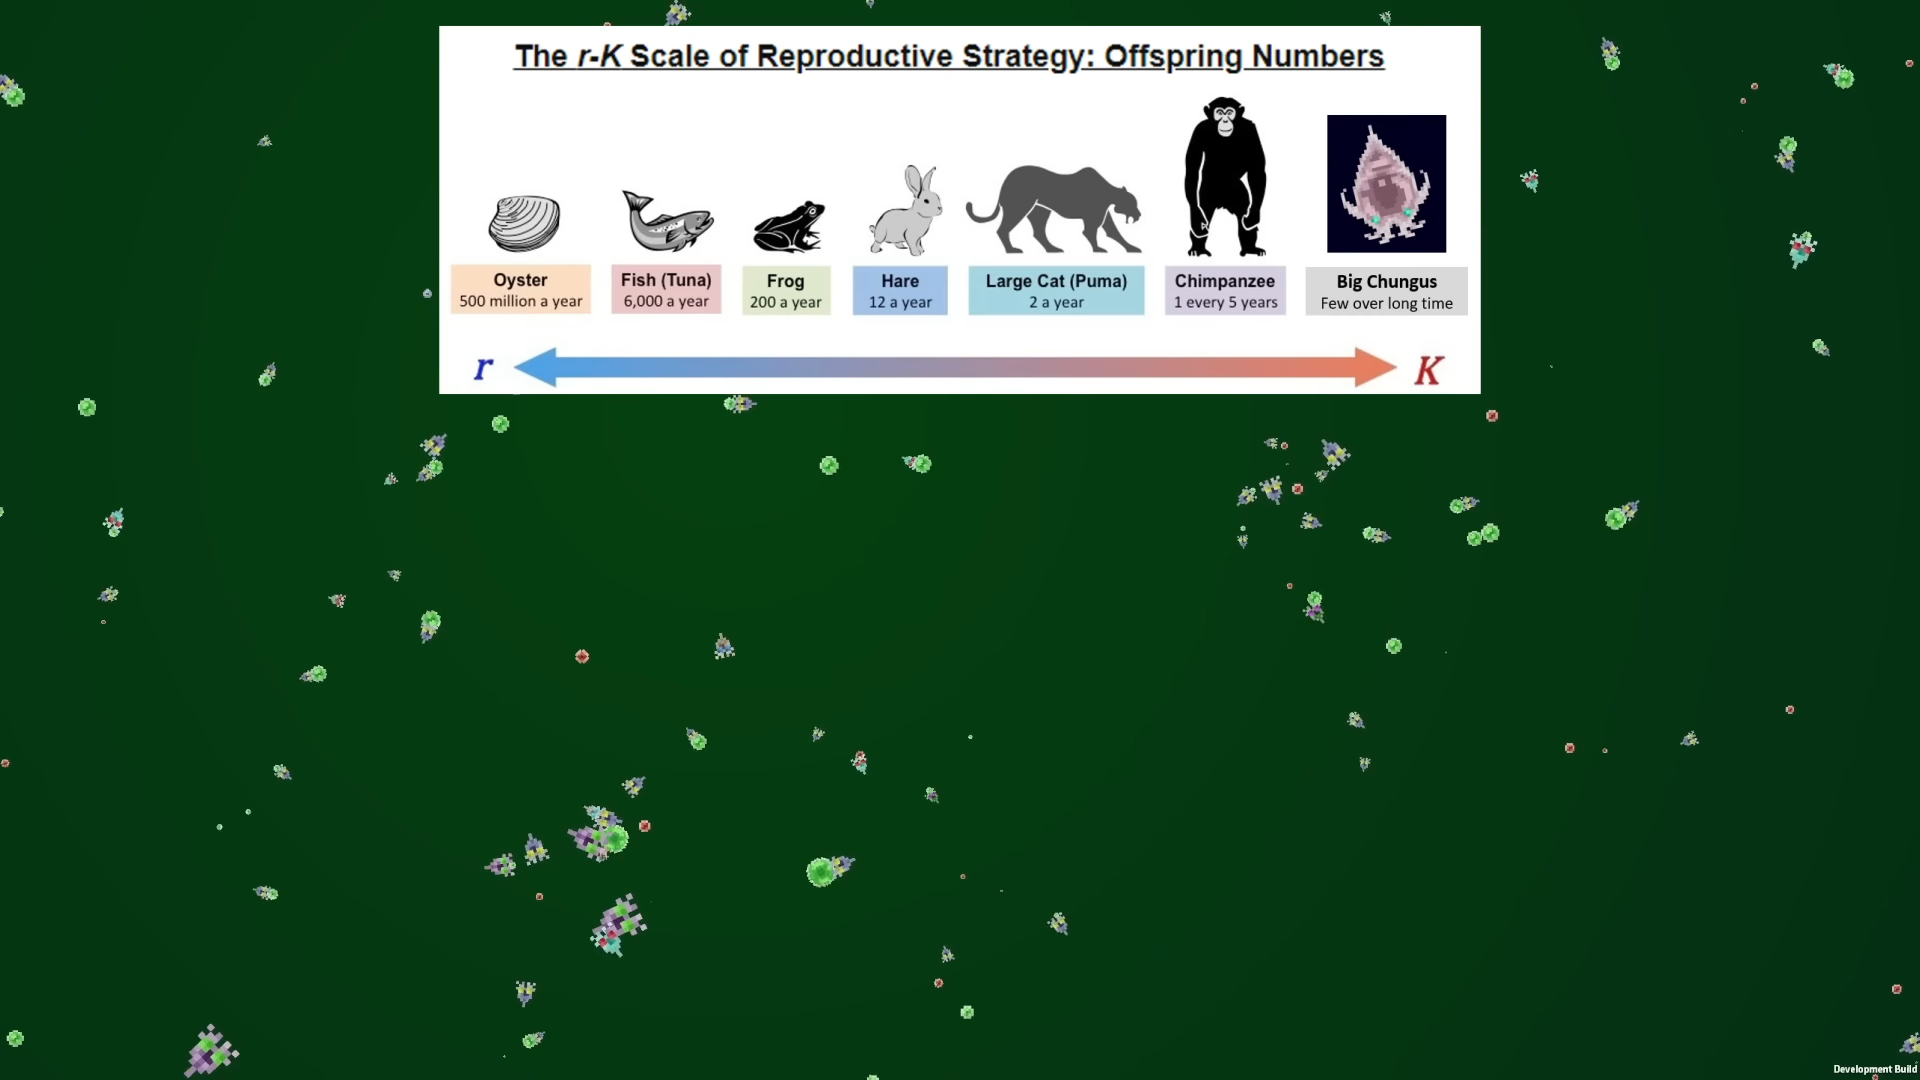 The r-K Scale of Reproductive Strategy: Offspring Numbers
Oyster
500 million a year
Fish (Tuna)
6,000 a year
Frog
200 a year
Hare
12 a year
Large Cat (Puma)
2 a year
Chimpanzee
1 every 5 years
Big Chungus
Few over long time
r
K
Development Build